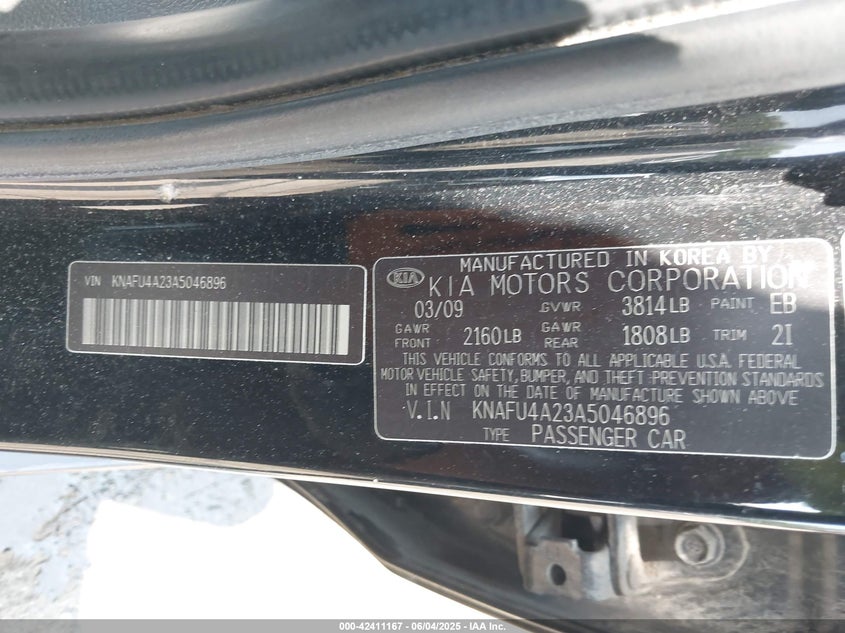 VIN KNAFU4A23A5046896
MANUFACTURED IN KOREA BY
KIA KIA MOTORS CORPORATION
03/09 GVWR 3814LB PAINT EB
GAWR FRONT 2160LB GAWR REAR 1808LB TRIM 2I
THIS VEHICLE CONFORMS TO ALL APPLICABLE U.S.A. FEDERAL
MOTOR VEHICLE SAFETY, BUMPER, AND THEFT PREVENTION STANDARDS
IN EFFECT ON THE DATE OF MANUFACTURE SHOWN ABOVE
V.I.N KNAFU4A23A5046896
TYPE PASSENGER CAR
000-42411167 - 06/04/2025 - IAA Inc.